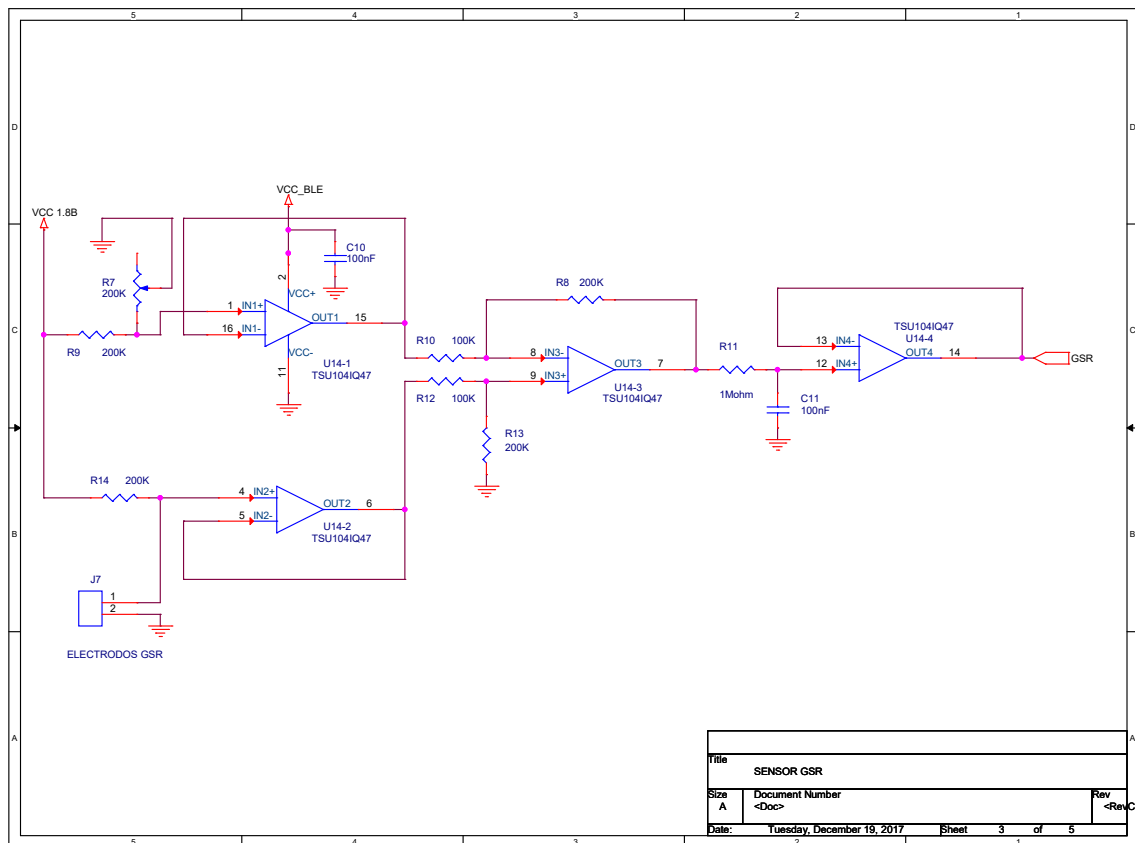 5 4 3 2 1
D D
VCC_BLE
VCC 1.8B
C10
100nF
R7
200K
2
VCC+
R8 200K
1 IN1+
16 IN1-
OUT1 15
R9 200K
VCC-
11
U14-1
TSU104IQ47
C C
R10 100K
8 IN3-
9 IN3+
OUT3 7
R12 100K
U14-3
TSU104IQ47
R11
1Mohm
TSU104IQ47
U14-4
13 IN4-
12 IN4+
OUT4 14
GSR
C11
100nF
R13
200K
R14 200K
4 IN2+
5 IN2-
OUT2 6
U14-2
TSU104IQ47
B B
J7
1
2
ELECTRODOS GSR
A A
Title
SENSOR GSR
Size Document Number Rev
A <Doc> <RevC
Date: Tuesday, December 19, 2017 Sheet 3 of 5
5 4 3 2 1